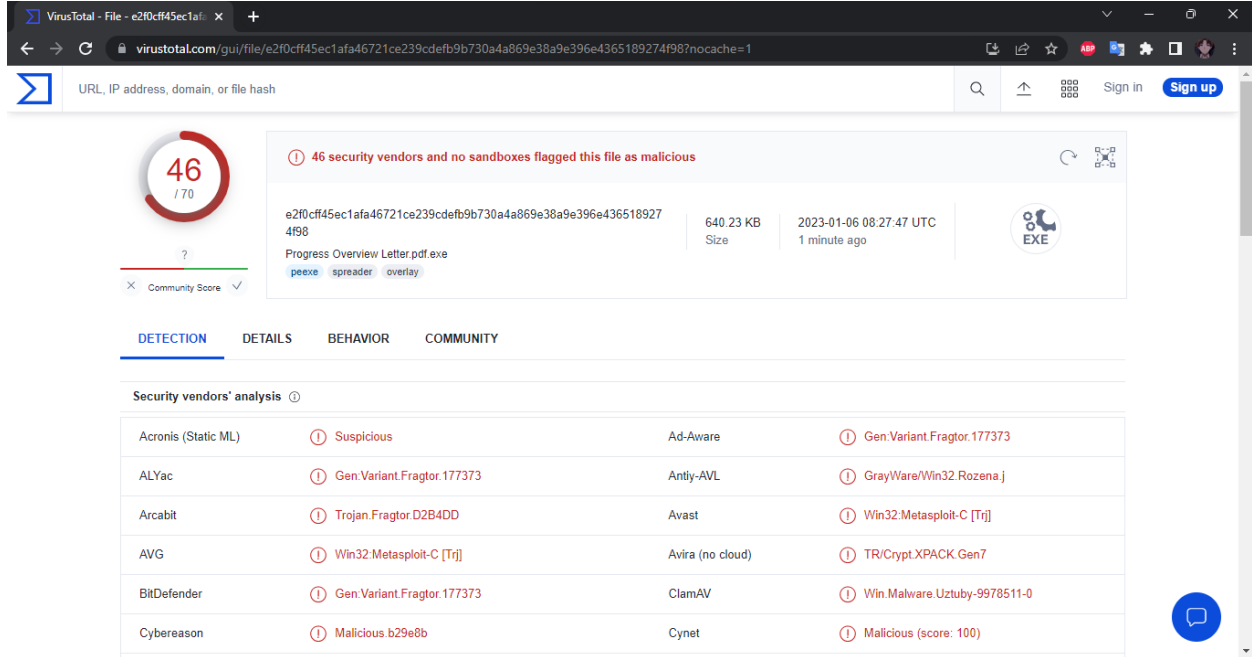 VirusTotal - File - e2f0cff45ec1afa
virustotal.com/gui/file/e2f0cff45ec1afa46721ce239cdefb9b730a4a869e38a9e396e4365189274f98?nocache=1
ABP
URL, IP address, domain, or file hash
Sign in
Sign up
46
/ 70
?
Community Score
46 security vendors and no sandboxes flagged this file as malicious
e2f0cff45ec1afa46721ce239cdefb9b730a4a869e38a9e396e436518927
4f98
Progress Overview Letter.pdf.exe
peexe spreader overlay
640.23 KB
Size
2023-01-06 08:27:47 UTC
1 minute ago
EXE
DETECTION DETAILS BEHAVIOR COMMUNITY
Security vendors' analysis
Acronis (Static ML) Suspicious Ad-Aware Gen:Variant.Fragtor.177373
ALYac Gen:Variant.Fragtor.177373 Antiy-AVL GrayWare/Win32.Rozena.j
Arcabit Trojan.Fragtor.D2B4DD Avast Win32:Metasploit-C [Trj]
AVG Win32:Metasploit-C [Trj] Avira (no cloud) TR/Crypt.XPACK.Gen7
BitDefender Gen:Variant.Fragtor.177373 ClamAV Win.Malware.Uztuby-9978511-0
Cybereason Malicious.b29e8b Cynet Malicious (score: 100)